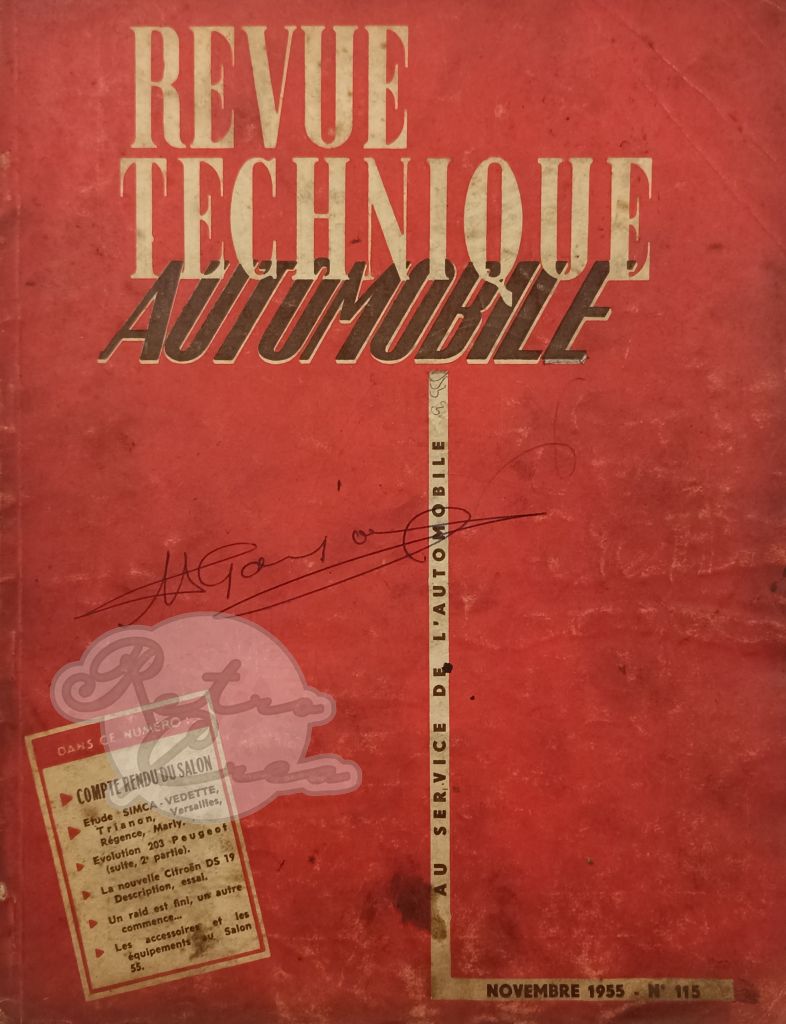 REVUE
TECHNIQUE
AUTOMOBILE
AU SERVICE DE L'AUTOMOBILE
Retro
DANS CE NUMÉRO :
COMPTE RENDU DU SALON
Etude SIMCA-VEDETTE,
Trianon, Versailles,
Régence, Marly.
Evolution 203 Peugeot
(suite, 2e partie).
La nouvelle Citroën DS 19
Description, essai.
Un raid est fini, un autre
commence...
Les accessoires et les
équipements au Salon
55.
NOVEMBRE 1955 - N° 115